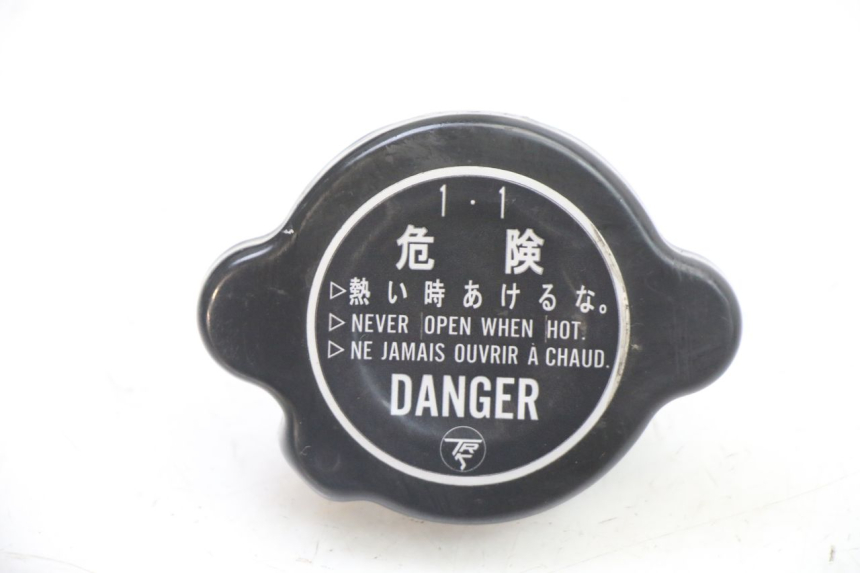 1・1
危険
▷熱い時あけるな。
▷NEVER OPEN WHEN HOT.
▷NE JAMAIS OUVRIR À CHAUD.
DANGER